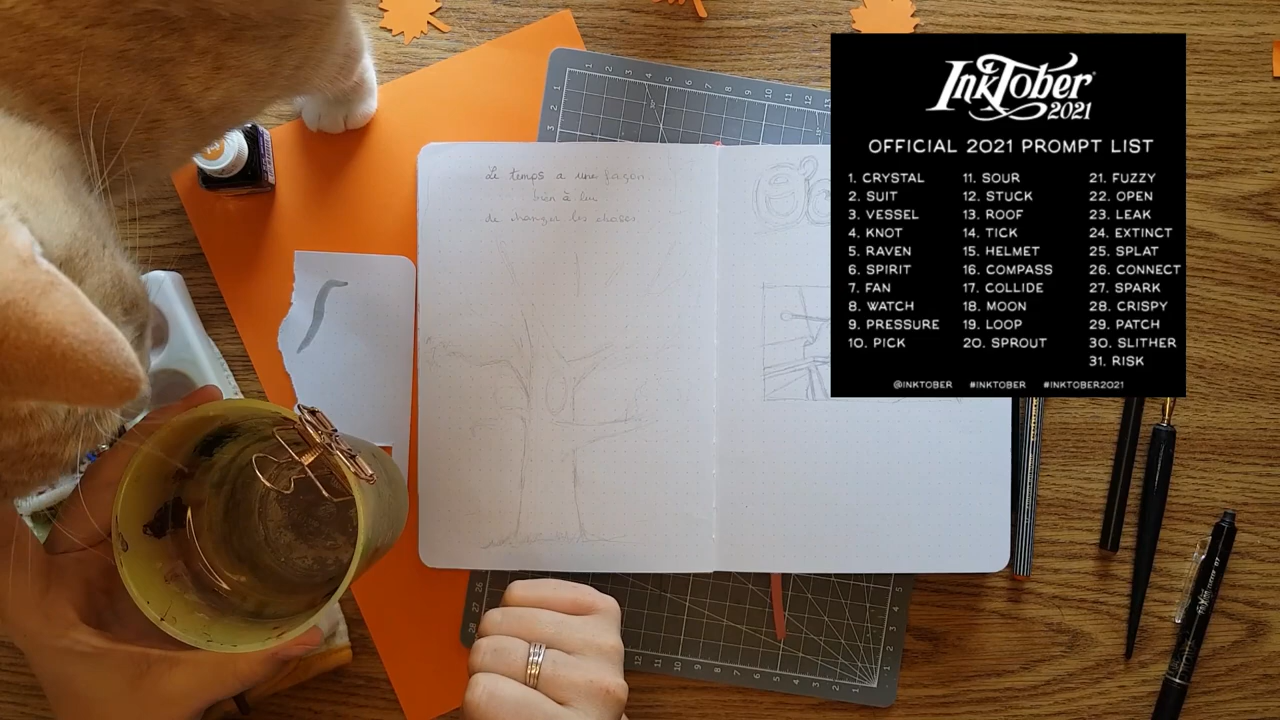 Le temps a une façon
bien à lui
de changer les choses.
INKTOBER
2021
OFFICIAL 2021 PROMPT LIST
1. CRYSTAL
2. SUIT
3. VESSEL
4. KNOT
5. RAVEN
6. SPIRIT
7. FAN
8. WATCH
9. PRESSURE
10. PICK
11. SOUR
12. STUCK
13. ROOF
14. TICK
15. HELMET
16. COMPASS
17. COLLIDE
18. MOON
19. LOOP
20. SPROUT
21. FUZZY
22. OPEN
23. LEAK
24. EXTINCT
25. SPLAT
26. CONNECT
27. SPARK
28. CRISPY
29. PATCH
30. SLITHER
31. RISK
@INKTOBER #INKTOBER #INKTOBER2021